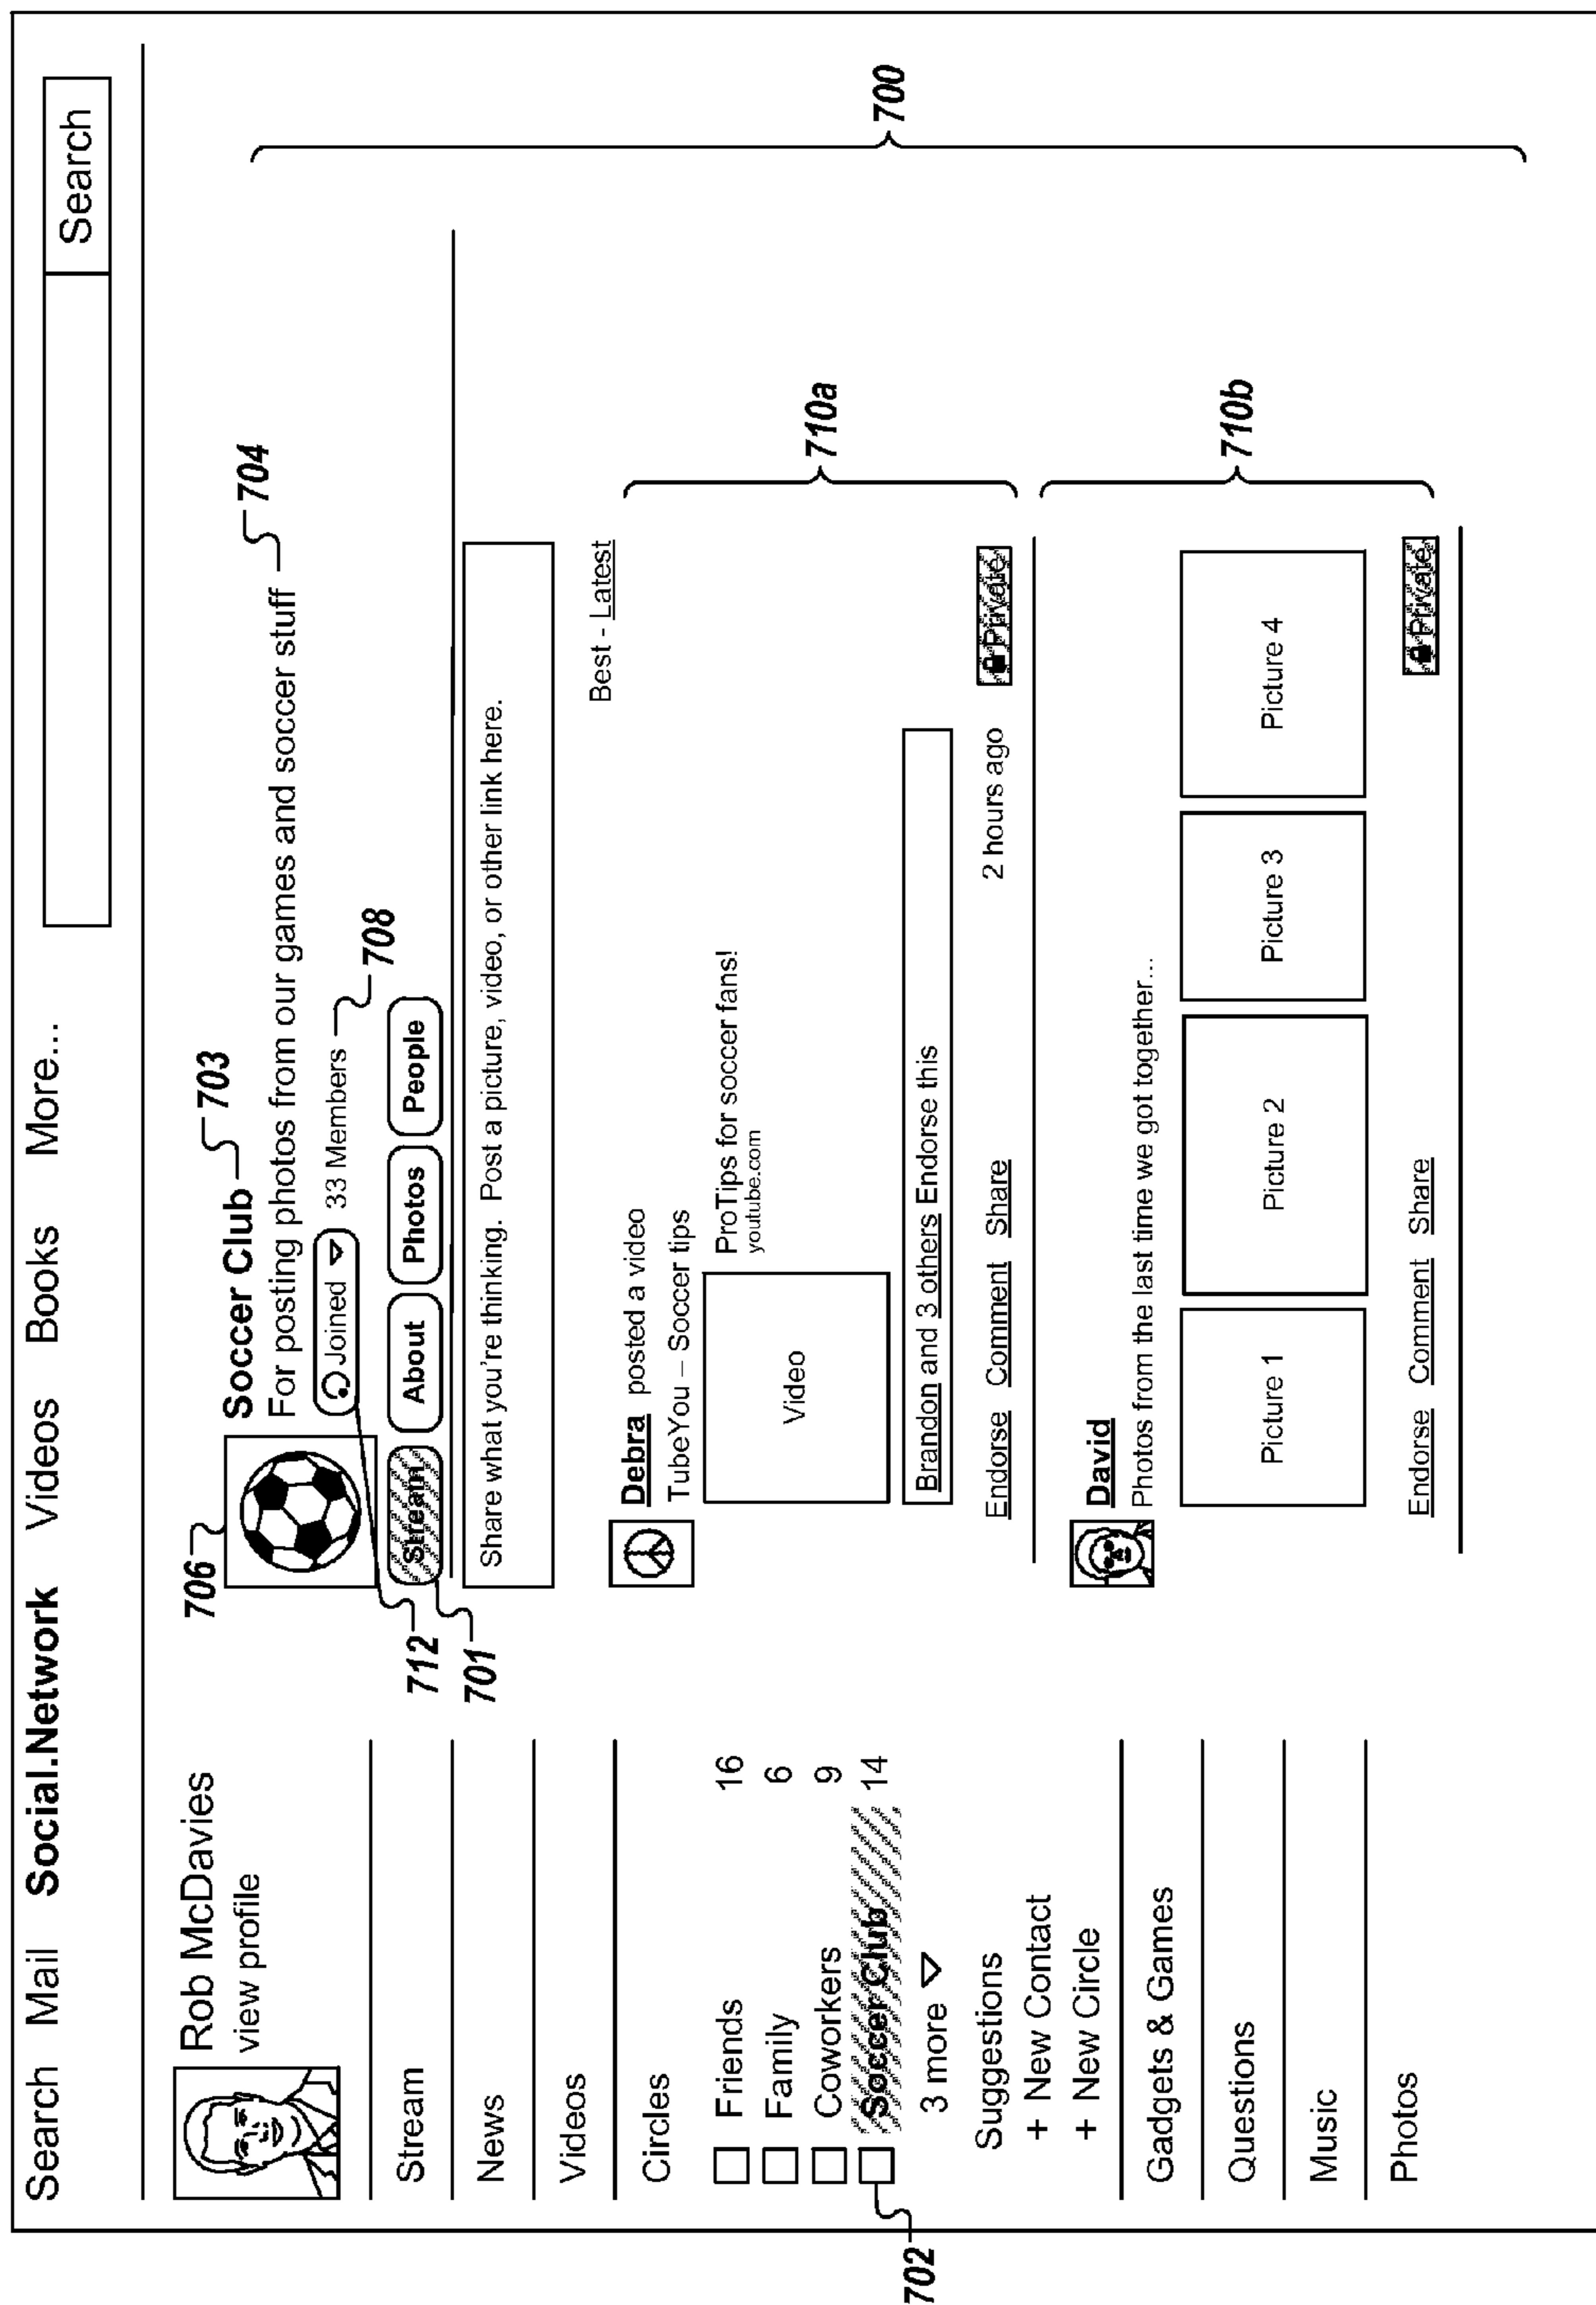 Search Mail Social.Network Videos Books More... Search
Rob McDavies
view profile
Stream
News
Videos
Circles
Friends 16
Family 6
Coworkers 9
Soccer Club 14
3 more
702
Suggestions
+ New Contact
+ New Circle
Gadgets & Games
Questions
Music
Photos
706
703
Soccer Club
704
For posting photos from our games and soccer stuff
Joined 33 Members
708
712
701
Stream About Photos People
Share what you're thinking. Post a picture, video, or other link here.
Best - Latest
Debra posted a video
TubeYou – Soccer tips
Video
ProTips for soccer fans!
youtube.com
Brandon and 3 others Endorse this
Endorse Comment Share 2 hours ago Private
710a
David
Photos from the last time we got together...
Picture 1 Picture 2 Picture 3 Picture 4
Endorse Comment Share Private
710b
700